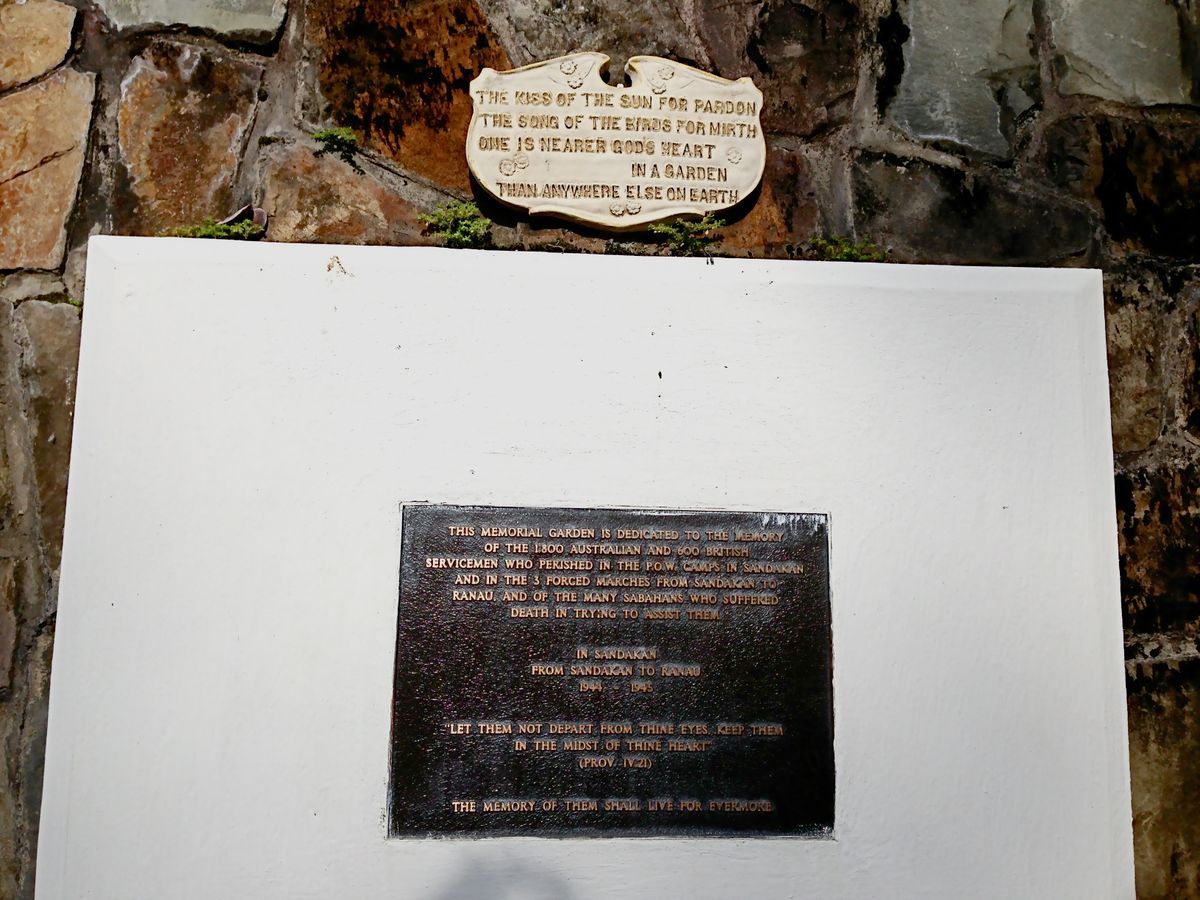 THE KISS OF THE SUN FOR PARDON
THE SONG OF THE BIRDS FOR MIRTH
ONE IS NEARER GOD'S HEART
IN A GARDEN
THAN ANYWHERE ELSE ON EARTH
THIS MEMORIAL GARDEN IS DEDICATED TO THE MEMORY
OF THE 1,800 AUSTRALIAN AND 600 BRITISH
SERVICEMEN WHO PERISHED IN THE P.O.W. CAMPS IN SANDAKAN
AND IN THE 3 FORCED MARCHES FROM SANDAKAN TO
RANAU, AND OF THE MANY SABAHANS WHO SUFFERED
DEATH IN TRYING TO ASSIST THEM
IN SANDAKAN
FROM SANDAKAN TO RANAU
1944 - 1945
"LET THEM NOT DEPART FROM THINE EYES, KEEP THEM
IN THE MIDST OF THINE HEART"
(PROV. IV.21)
THE MEMORY OF THEM SHALL LIVE FOR EVERMORE